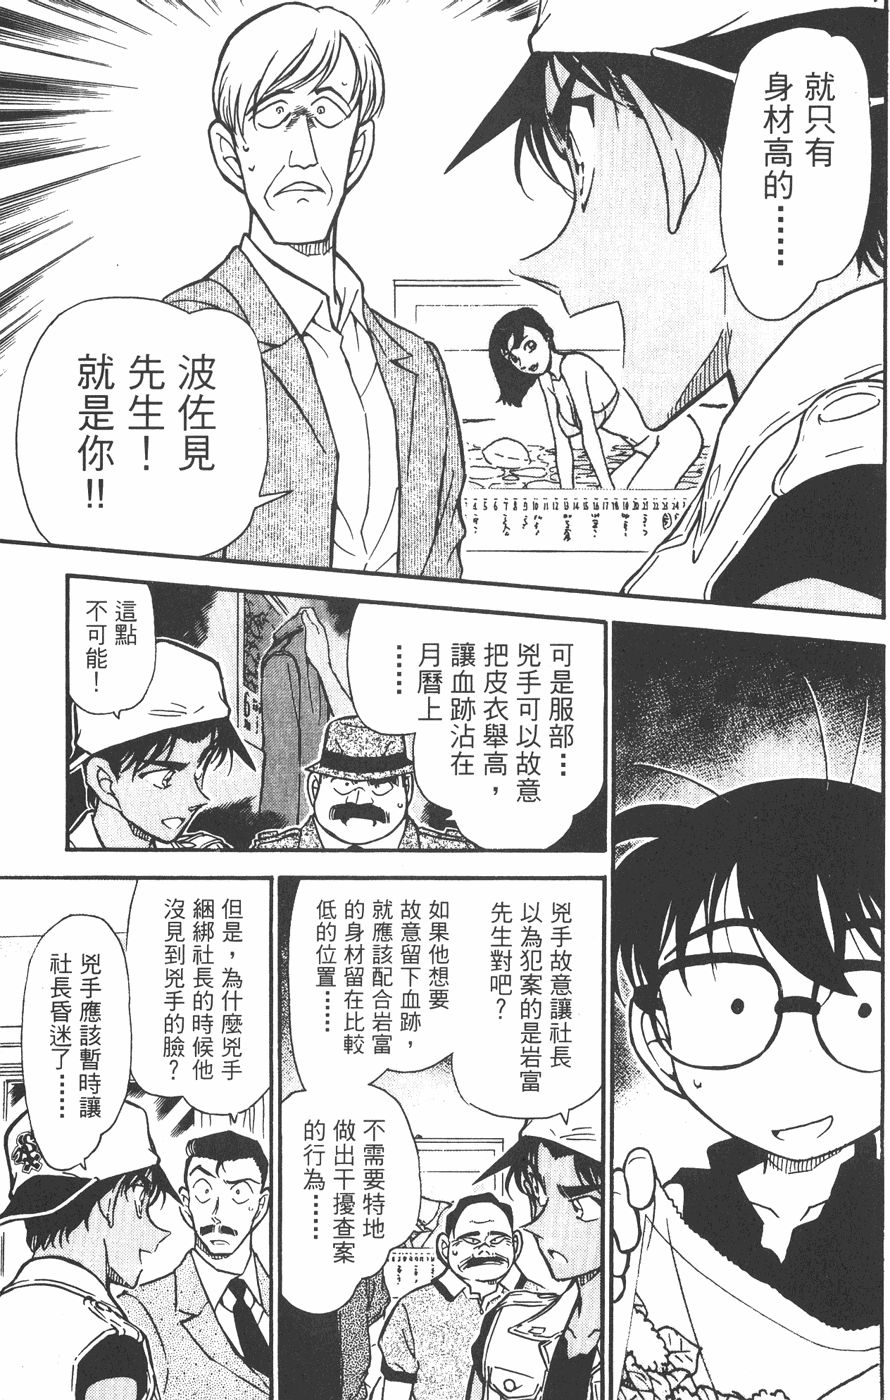 就只有
身材高的……
波佐見
先生！
就是你!!
可是服部…
兇手可以故意
把皮衣舉高，
讓血跡沾在
月曆上
……
這點
不可能！
兇手故意讓社長
以為犯案的是岩富
先生對吧？
如果他想要
故意留下血跡，
就應該配合岩富
的身材留在比較
低的位置……
不需要特地
做出干擾查案
的行為……
但是，為什麼兇手
綑綁社長的時候他
沒見到兇手的臉？
兇手應該暫時讓
社長昏迷了……